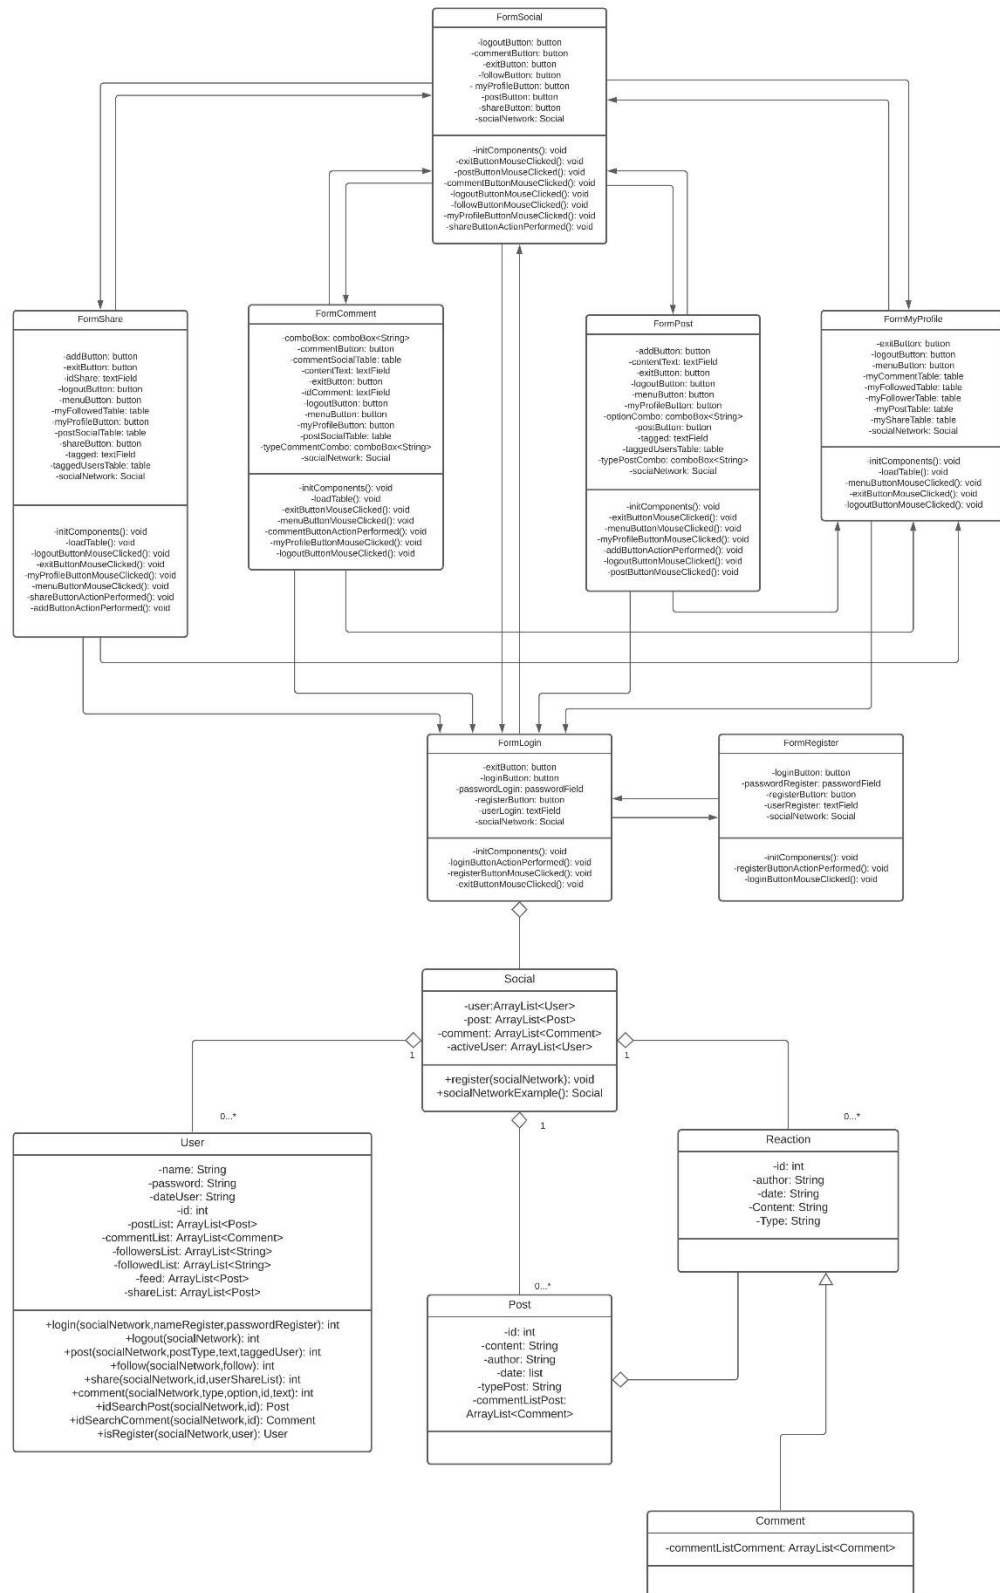 FormSocial
-logoutButton: button
-commentButton: button
-exitButton: button
-followButton: button
- myProfileButton: button
-postButton: button
-shareButton: button
-socialNetwork: Social
-initComponents(): void
-exitButtonMouseClicked(): void
-postButtonMouseClicked(): void
-commentButtonMouseClicked(): void
-logoutButtonMouseClicked(): void
-followButtonMouseClicked(): void
-myProfileButtonMouseClicked(): void
-shareButtonActionPerformed(): void
FormShare
-addButton: button
-exitButton: button
-idShare: textField
-logoutButton: button
-menuButton: button
-myFollowedTable: table
-myProfileButton: button
-postSocialTable: table
-shareButton: button
-tagged: textField
-taggedUsersTable: table
-socialNetwork: Social
-initComponents(): void
-loadTable(): void
-logoutButtonMouseClicked(): void
-exitButtonMouseClicked(): void
-myProfileButtonMouseClicked(): void
-menuButtonMouseClicked(): void
-shareButtonActionPerformed(): void
-addButtonActionPerformed(): void
FormComment
-comboBox: comboBox<String>
-commentButton: button
-commentSocialTable: table
-contentText: textField
-exitButton: button
-idComment: textField
-logoutButton: button
-menuButton: button
-myProfileButton: button
-postSocialTable: table
-typeCommentCombo: comboBox<String>
-socialNetwork: Social
-initComponents(): void
-loadTable(): void
-exitButtonMouseClicked(): void
-menuButtonMouseClicked(): void
-commentButtonActionPerformed(): void
-myProfileButtonMouseClicked(): void
-logoutButtonMouseClicked(): void
FormPost
-addButton: button
-contentText: textField
-exitButton: button
-logoutButton: button
-menuButton: button
-myProfileButton: button
-optionCombo: comboBox<String>
-postButton: button
-tagged: textField
-taggedUsersTable: table
-typePostCombo: comboBox<String>
-socialNetwork: Social
-initComponents(): void
-exitButtonMouseClicked(): void
-menuButtonMouseClicked(): void
-myProfileButtonMouseClicked(): void
-addButtonActionPerformed(): void
-logoutButtonMouseClicked(): void
-postButtonMouseClicked(): void
FormMyProfile
-exitButton: button
-logoutButton: button
-menuButton: button
-myCommentTable: table
-myFollowedTable: table
-myFollowerTable: table
-myPostTable: table
-myShareTable: table
-socialNetwork: Social
-initComponents(): void
-loadTable(): void
-menuButtonMouseClicked(): void
-exitButtonMouseClicked(): void
-logoutButtonMouseClicked(): void
FormLogin
-exitButton: button
-loginButton: button
-passwordLogin: passwordField
-registerButton: button
-userLogin: textField
-socialNetwork: Social
-initComponents(): void
-loginButtonActionPerformed(): void
-registerButtonMouseClicked(): void
-exitButtonMouseClicked(): void
FormRegister
-loginButton: button
-passwordRegister: passwordField
-registerButton: button
-userRegister: textField
-socialNetwork: Social
-initComponents(): void
-registerButtonActionPerformed(): void
-loginButtonMouseClicked(): void
Social
-user:ArrayList<User>
-post: ArrayList<Post>
-comment: ArrayList<Comment>
-activeUser: ArrayList<User>
+register(socialNetwork): void
+socialNetworkExample(): Social
1
1
1
0...*
0...*
0...*
User
-name: String
-password: String
-dateUser: String
-id: int
-postList: ArrayList<Post>
-commentList: ArrayList<Comment>
-followersList: ArrayList<String>
-followedList: ArrayList<String>
-feed: ArrayList<Post>
-shareList: ArrayList<Post>
+login(socialNetwork,nameRegister,passwordRegister): int
+logout(socialNetwork): int
+post(socialNetwork,postType,text,taggedUser): int
+follow(socialNetwork,follow): int
+share(socialNetwork,id,userShareList): int
+comment(socialNetwork,type,option,id,text): int
+idSearchPost(socialNetwork,id): Post
+idSearchComment(socialNetwork,id): Comment
+isRegister(socialNetwork,user): User
Reaction
-id: int
-author: String
-date: String
-Content: String
-Type: String
Post
-id: int
-content: String
-author: String
-date: list
-typePost: String
-commentListPost:
ArrayList<Comment>
Comment
-commentListComment: ArrayList<Comment>